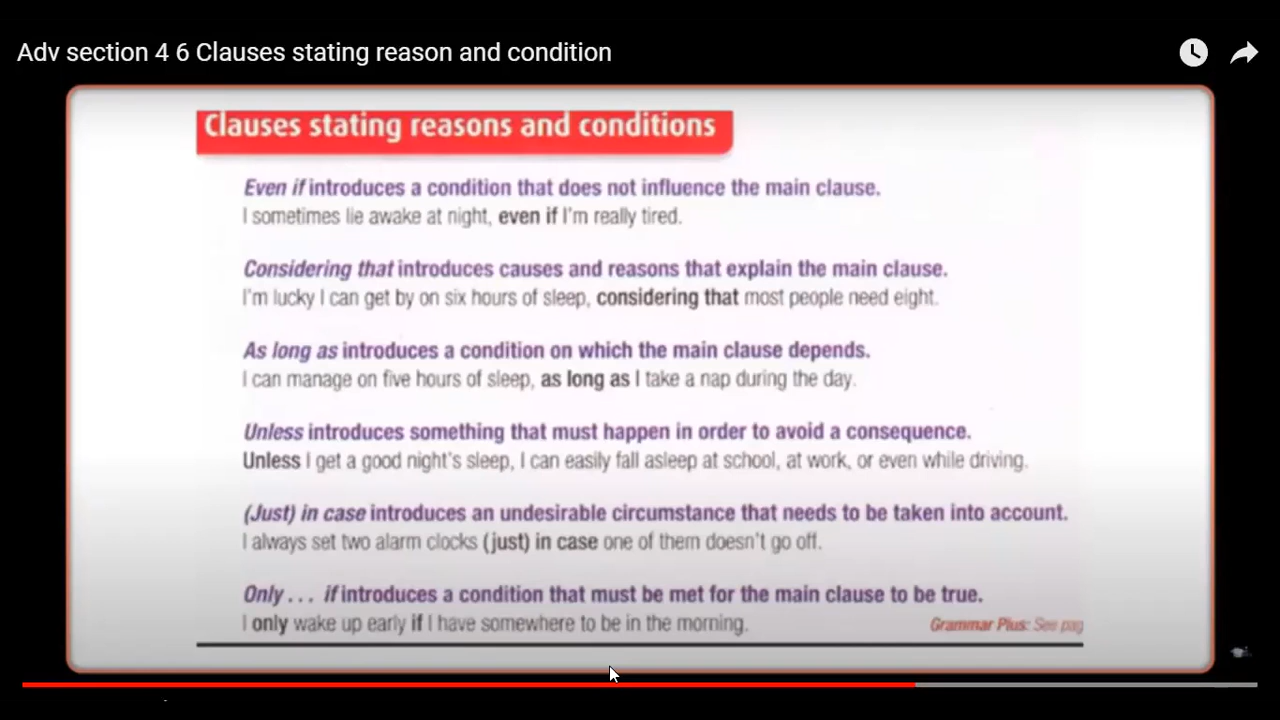 Adv section 4 6 Clauses stating reason and condition
Clauses stating reasons and conditions
Even if introduces a condition that does not influence the main clause.
I sometimes lie awake at night, even if I'm really tired.
Considering that introduces causes and reasons that explain the main clause.
I'm lucky I can get by on six hours of sleep, considering that most people need eight.
As long as introduces a condition on which the main clause depends.
I can manage on five hours of sleep, as long as I take a nap during the day.
Unless introduces something that must happen in order to avoid a consequence.
Unless I get a good night's sleep, I can easily fall asleep at school, at work, or even while driving.
(Just) in case introduces an undesirable circumstance that needs to be taken into account.
I always set two alarm clocks (just) in case one of them doesn't go off.
Only . . . if introduces a condition that must be met for the main clause to be true.
I only wake up early if I have somewhere to be in the morning.
Grammar Plus: See pag